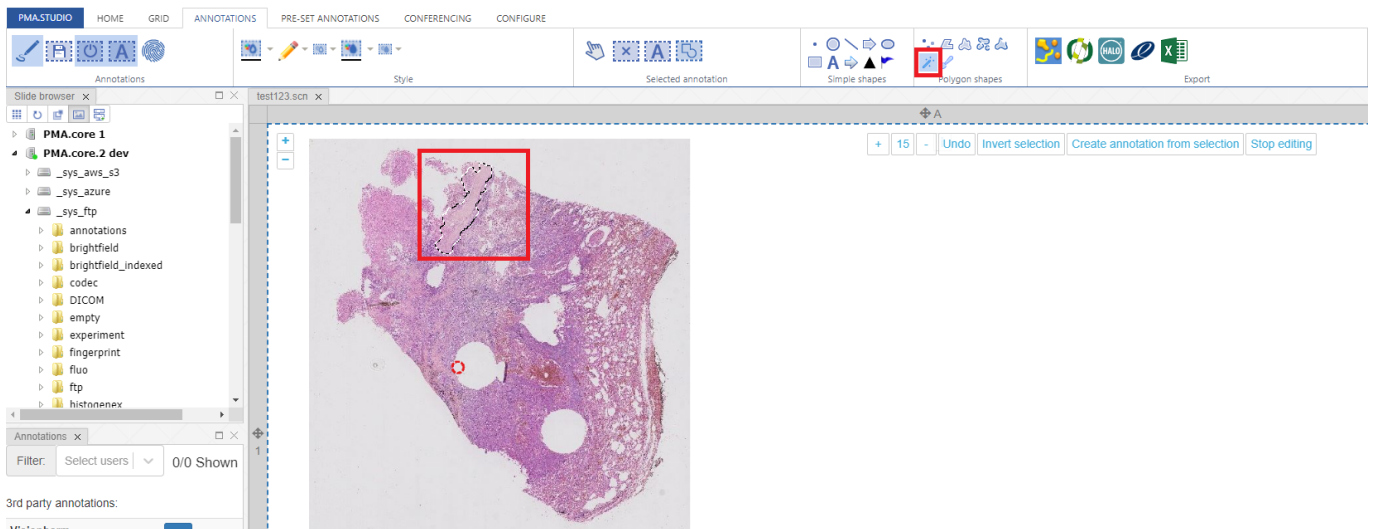 PMA.STUDIO HOME GRID ANNOTATIONS PRE-SET ANNOTATIONS CONFERENCING CONFIGURE
A A A HALO
Annotations Style Selected annotation Simple shapes Polygon shapes Export
Slide browser x
test123.scn x
A
PMA.core 1
PMA.core.2 dev
_sys_aws_s3
_sys_azure
_sys_ftp
annotations
brightfield
brightfield_indexed
codec
DICOM
empty
experiment
fingerprint
fluo
ftp
histogenex
+ 15 - Undo Invert selection Create annotation from selection Stop editing
+
−
1
Annotations x
Filter: Select users 0/0 Shown
3rd party annotations: